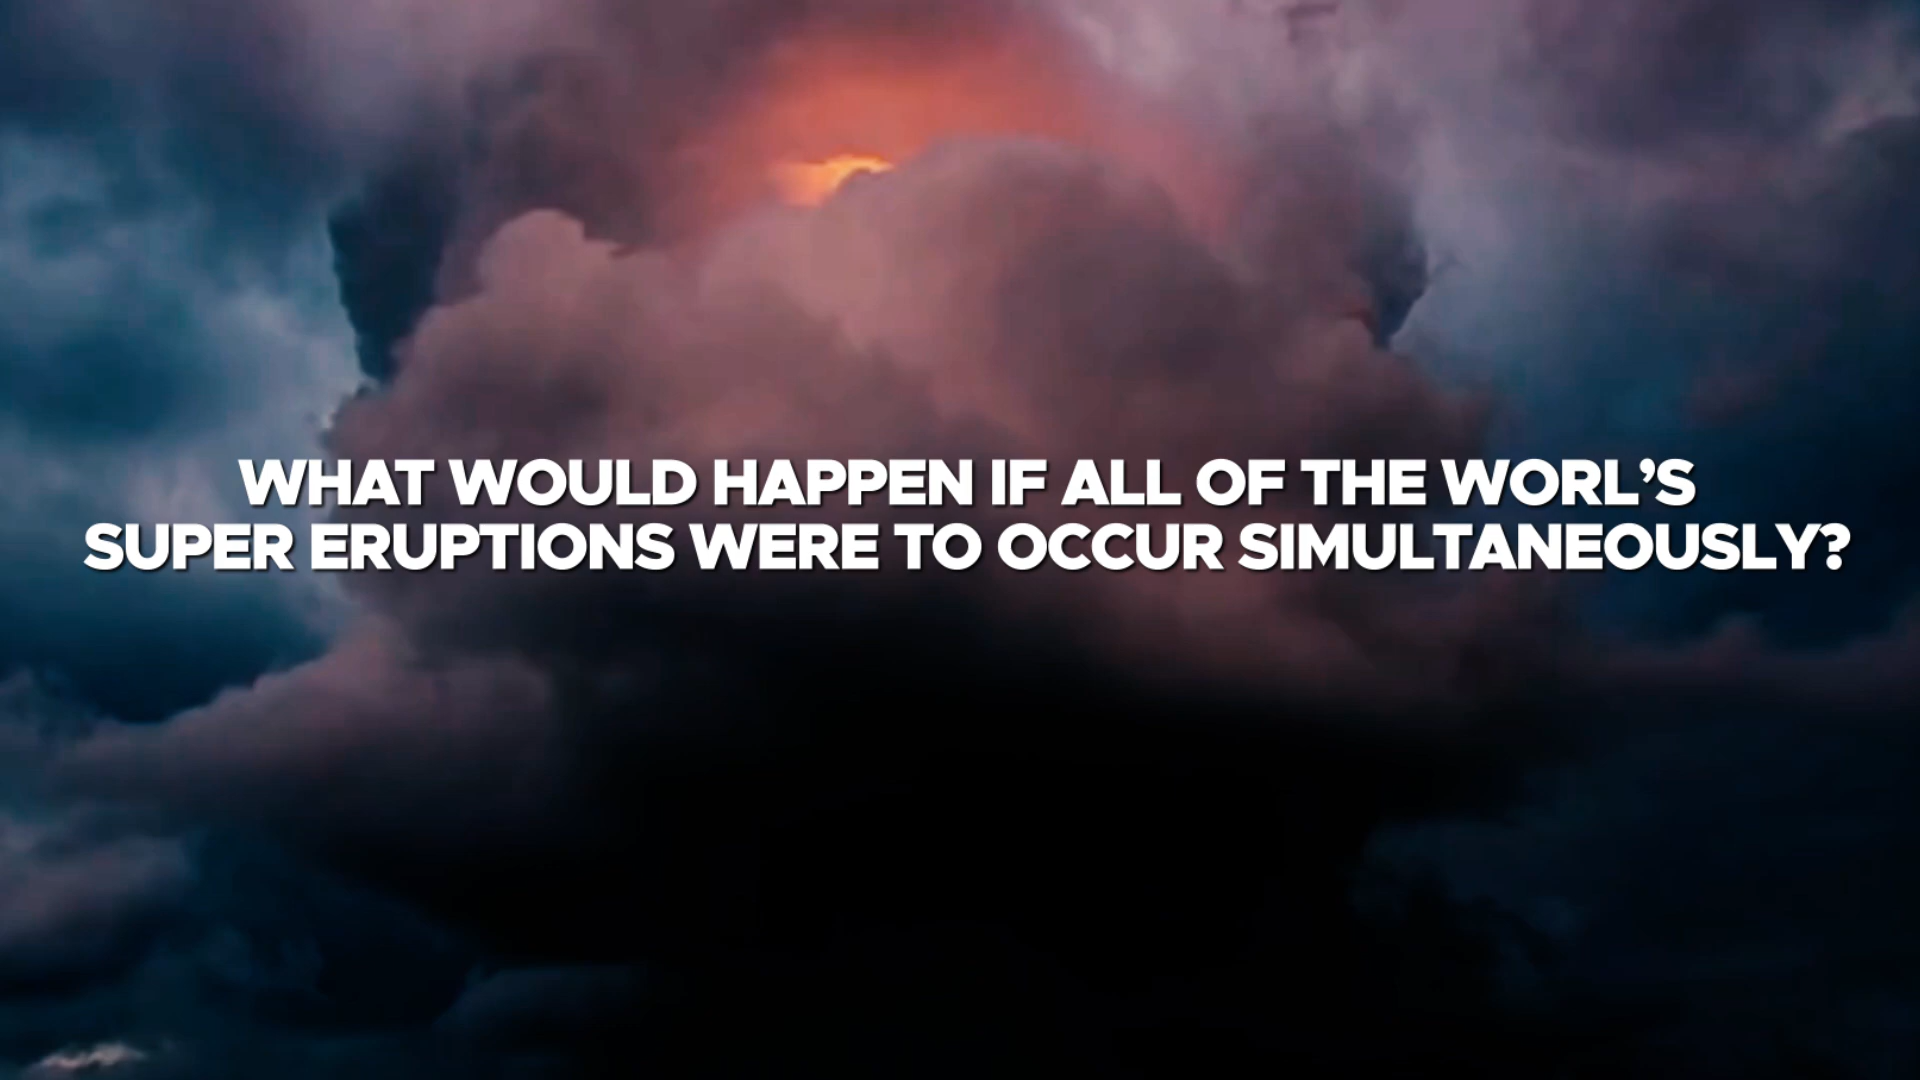 WHAT WOULD HAPPEN IF ALL OF THE WORL’S
SUPER ERUPTIONS WERE TO OCCUR SIMULTANEOUSLY?